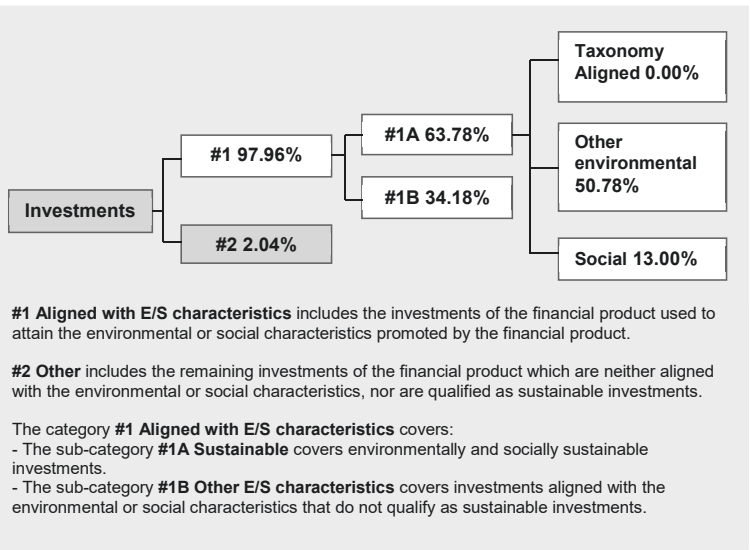 Investments
#1 97.96%
#2 2.04%
#1A 63.78%
#1B 34.18%
Taxonomy
Aligned 0.00%
Other
environmental
50.78%
Social 13.00%
#1 Aligned with E/S characteristics includes the investments of the financial product used to
attain the environmental or social characteristics promoted by the financial product.
#2 Other includes the remaining investments of the financial product which are neither aligned
with the environmental or social characteristics, nor are qualified as sustainable investments.
The category #1 Aligned with E/S characteristics covers:
- The sub-category #1A Sustainable covers environmentally and socially sustainable
investments.
- The sub-category #1B Other E/S characteristics covers investments aligned with the
environmental or social characteristics that do not qualify as sustainable investments.